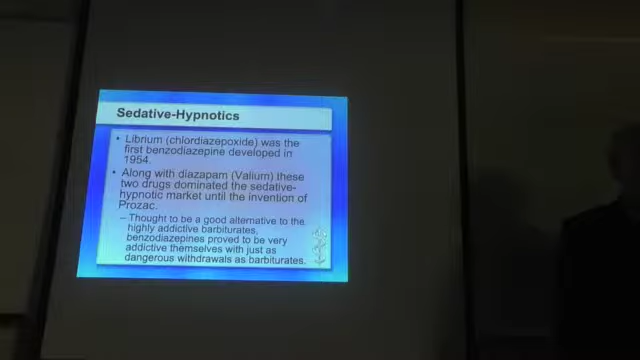 Sedative-Hypnotics
• Librium (chlordiazepoxide) was the
first benzodiazepine developed in
1954.
• Along with diazapam (Valium) these
two drugs dominated the sedative-
hypnotic market until the invention of
Prozac.
– Thought to be a good alternative to the
highly addictive barbiturates,
benzodiazepines proved to be very
addictive themselves with just as
dangerous withdrawals as barbiturates.